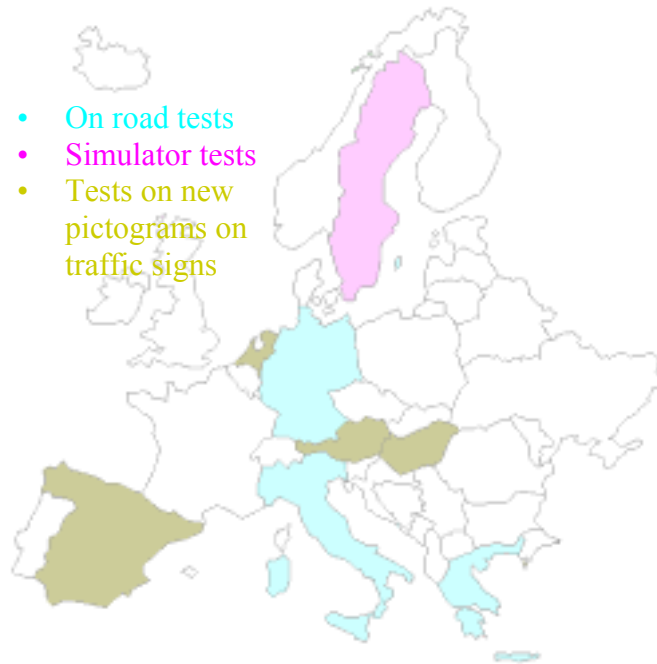 • On road tests
• Simulator tests
• Tests on new
pictograms on
traffic signs